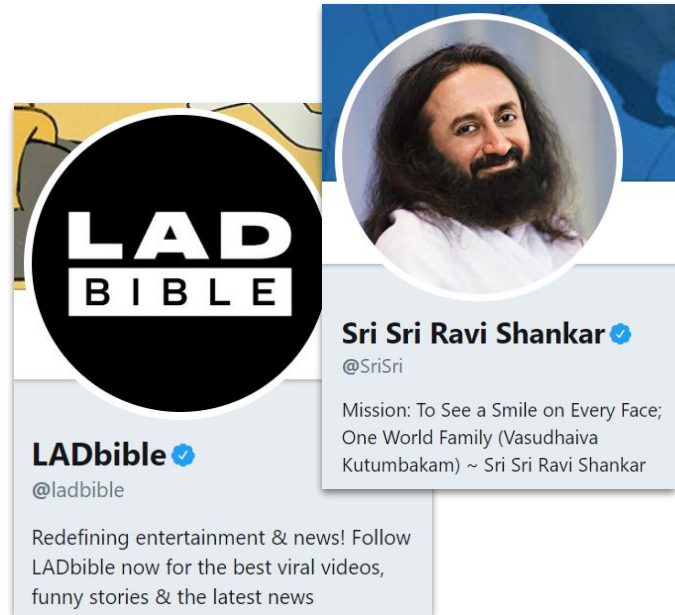 LAD
BIBLE
LADbible
@ladbible
Redefining entertainment & news! Follow
LADbible now for the best viral videos,
funny stories & the latest news
Sri Sri Ravi Shankar
@SriSri
Mission: To See a Smile on Every Face;
One World Family (Vasudhaiva
Kutumbakam) ~ Sri Sri Ravi Shankar